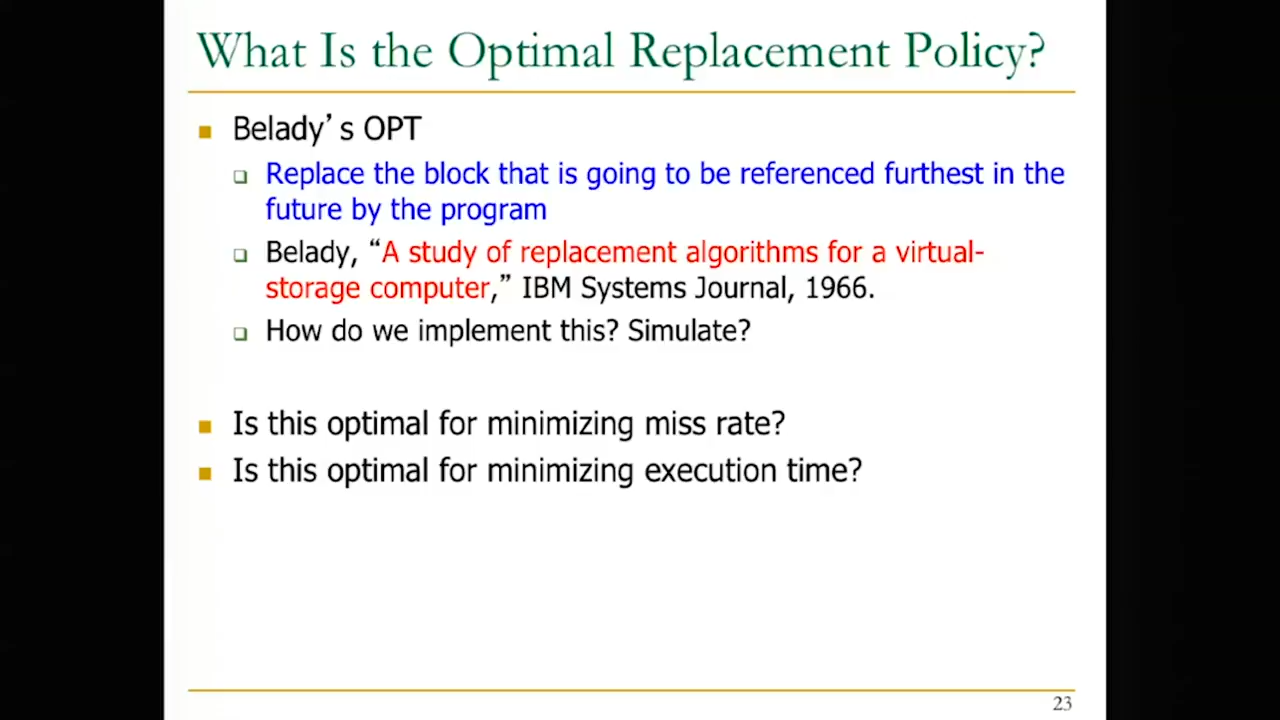 What Is the Optimal Replacement Policy?
Belady's OPT
Replace the block that is going to be referenced furthest in the
future by the program
Belady, “A study of replacement algorithms for a virtual-
storage computer,” IBM Systems Journal, 1966.
How do we implement this? Simulate?
Is this optimal for minimizing miss rate?
Is this optimal for minimizing execution time?
23